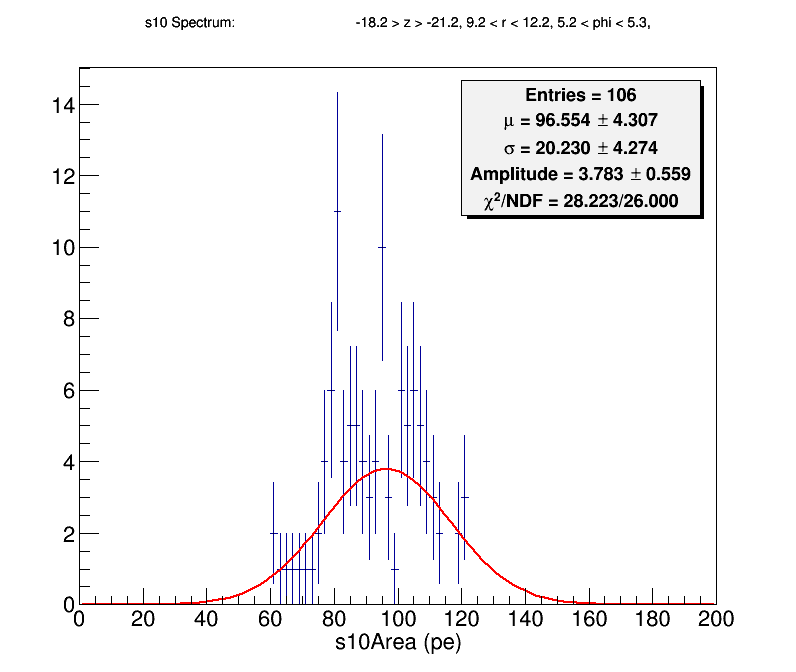 s10 Spectrum: -18.2 > z > -21.2, 9.2 < r < 12.2, 5.2 < phi < 5.3,
Entries = 106
μ = 96.554 ± 4.307
σ = 20.230 ± 4.274
Amplitude = 3.783 ± 0.559
χ²/NDF = 28.223/26.000
14
12
10
8
6
4
2
0
0 20 40 60 80 100 120 140 160 180 200
s10Area (pe)